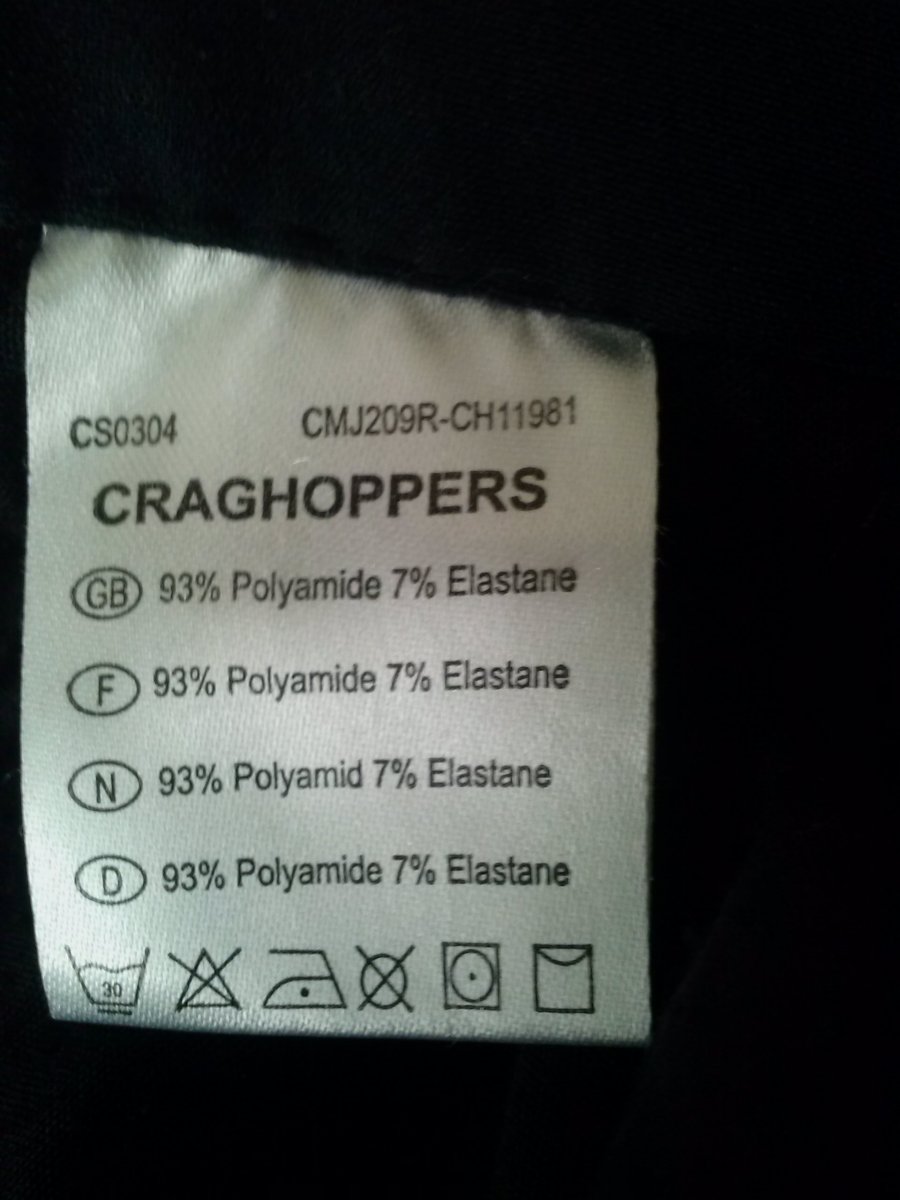 CS0304 CMJ209R-CH11981
CRAGHOPPERS
GB 93% Polyamide 7% Elastane
F 93% Polyamide 7% Elastane
N 93% Polyamid 7% Elastane
D 93% Polyamide 7% Elastane
30